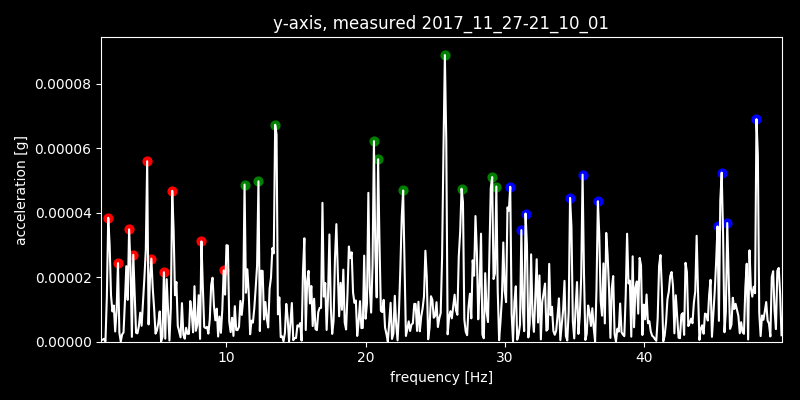 y-axis, measured 2017_11_27-21_10_01
0.00008
0.00006
0.00004
0.00002
0.00000
acceleration [g]
10 20 30 40
frequency [Hz]